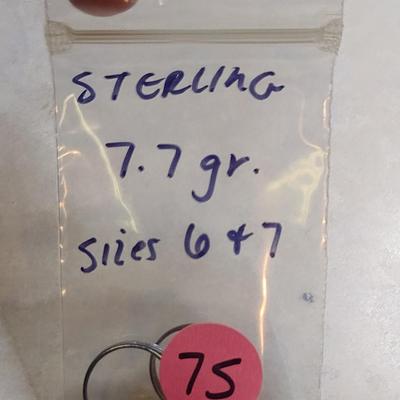 STERLING
7.7 gr.
sizes 6 & 7
75